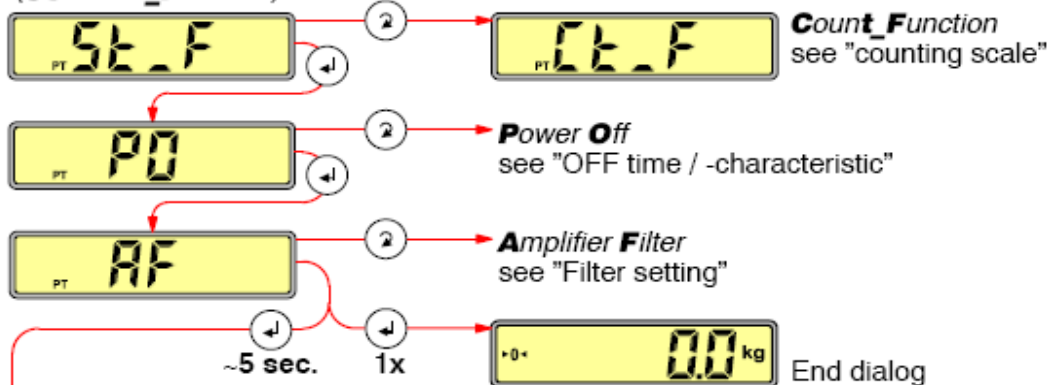 St_F
PT
Ct_F
PT
Count_Function
see "counting scale"
PO
PT
Power Off
see "OFF time / -characteristic"
AF
PT
Amplifier Filter
see "Filter setting"
~5 sec.
1x
0.0 kg
▸0◂
End dialog